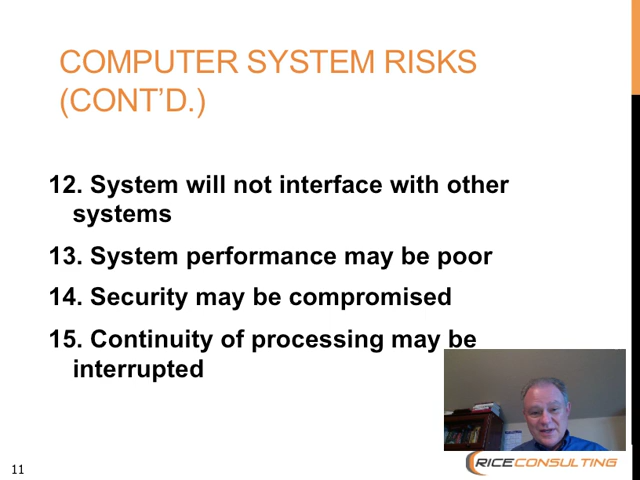 COMPUTER SYSTEM RISKS
(CONT'D.)
12. System will not interface with other
systems
13. System performance may be poor
14. Security may be compromised
15. Continuity of processing may be
interrupted
RICECONSULTING
11